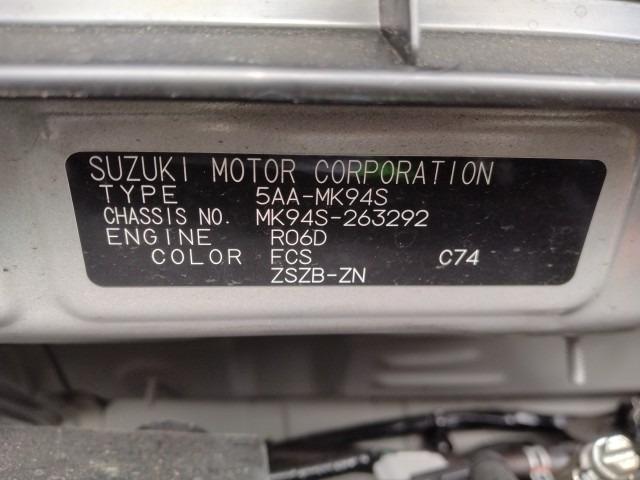 SUZUKI MOTOR CORPORATION
TYPE 5AA-MK94S
CHASSIS NO. MK94S-263292
ENGINE R06D
COLOR FCS C74
ZSZB-ZN